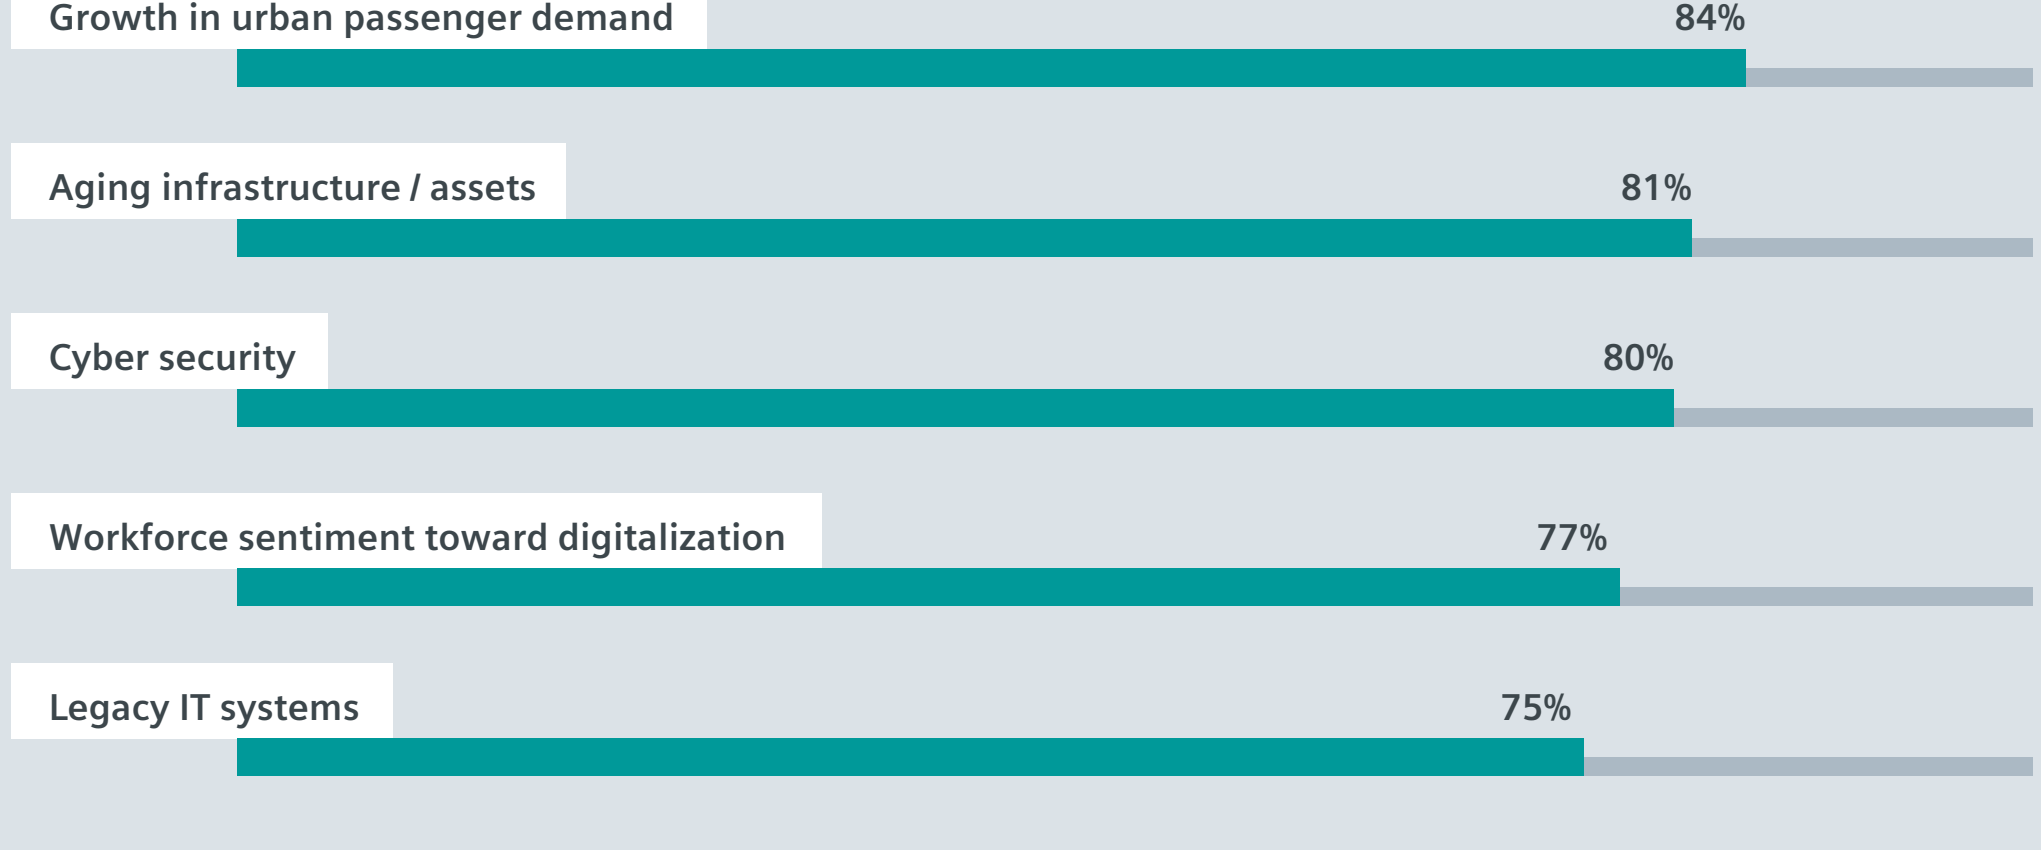 Growth in urban passenger demand 84%
Aging infrastructure / assets 81%
Cyber security 80%
Workforce sentiment toward digitalization 77%
Legacy IT systems 75%